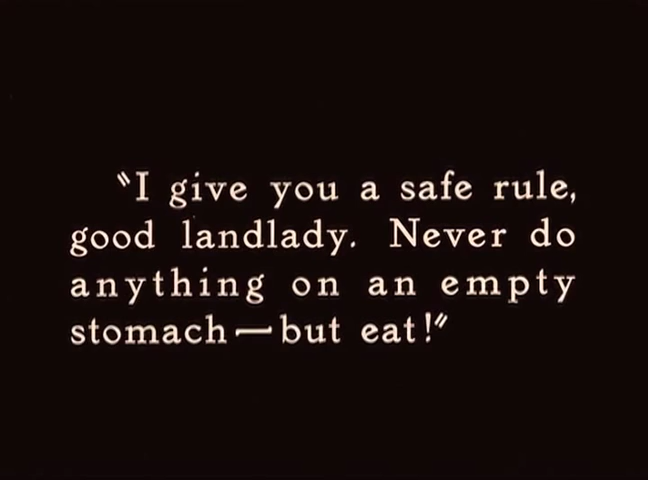 "I give you a safe rule,
good landlady. Never do
anything on an empty
stomach—but eat!"